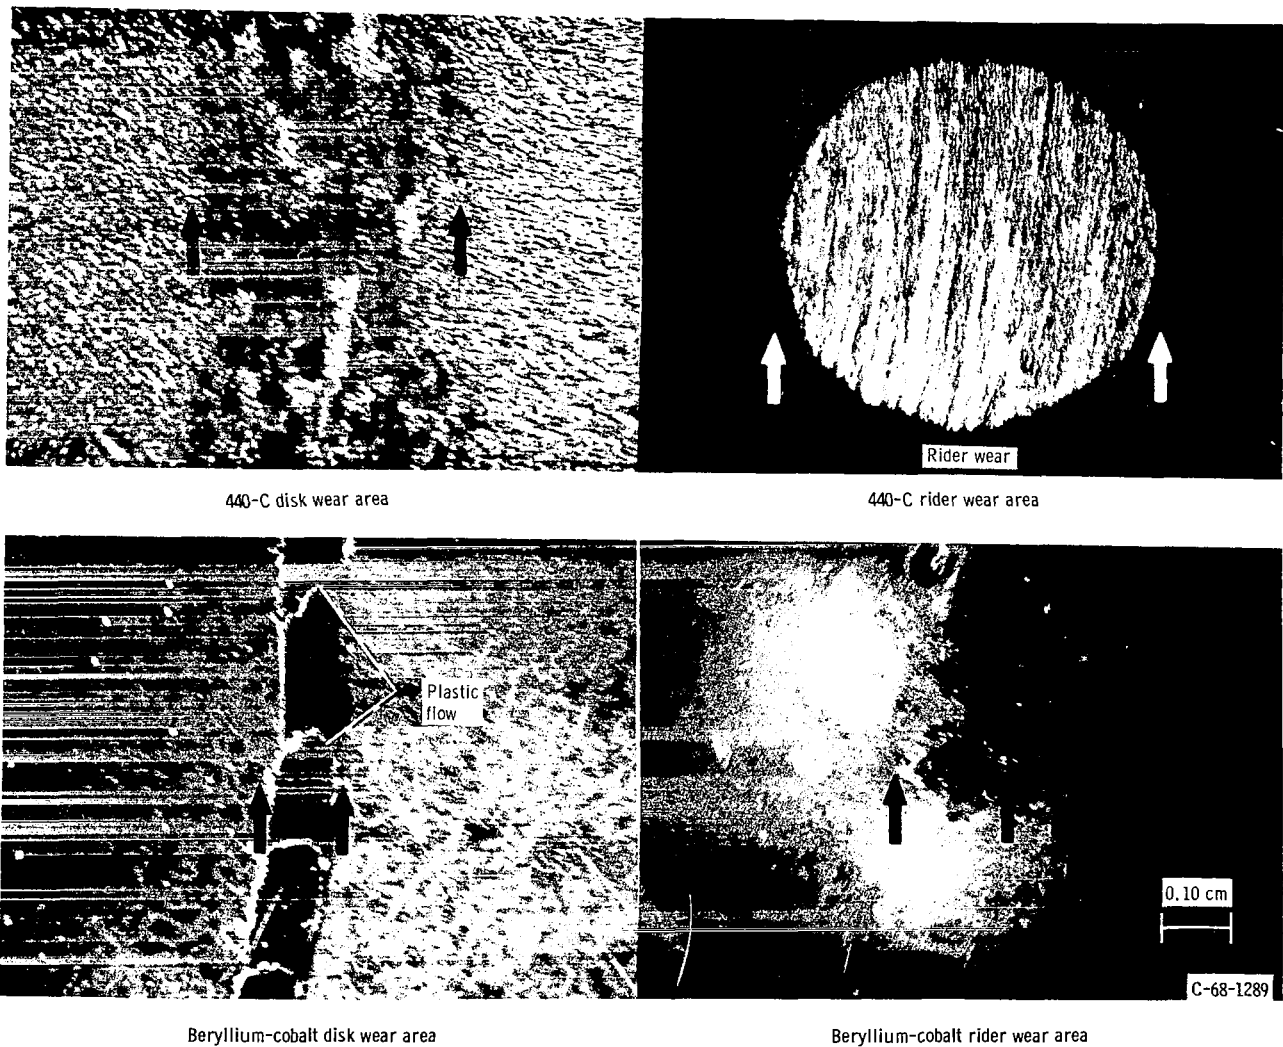 Rider wear
440-C disk wear area
440-C rider wear area
Plastic
flow
0.10 cm
C-68-1289
Beryllium-cobalt disk wear area
Beryllium-cobalt rider wear area